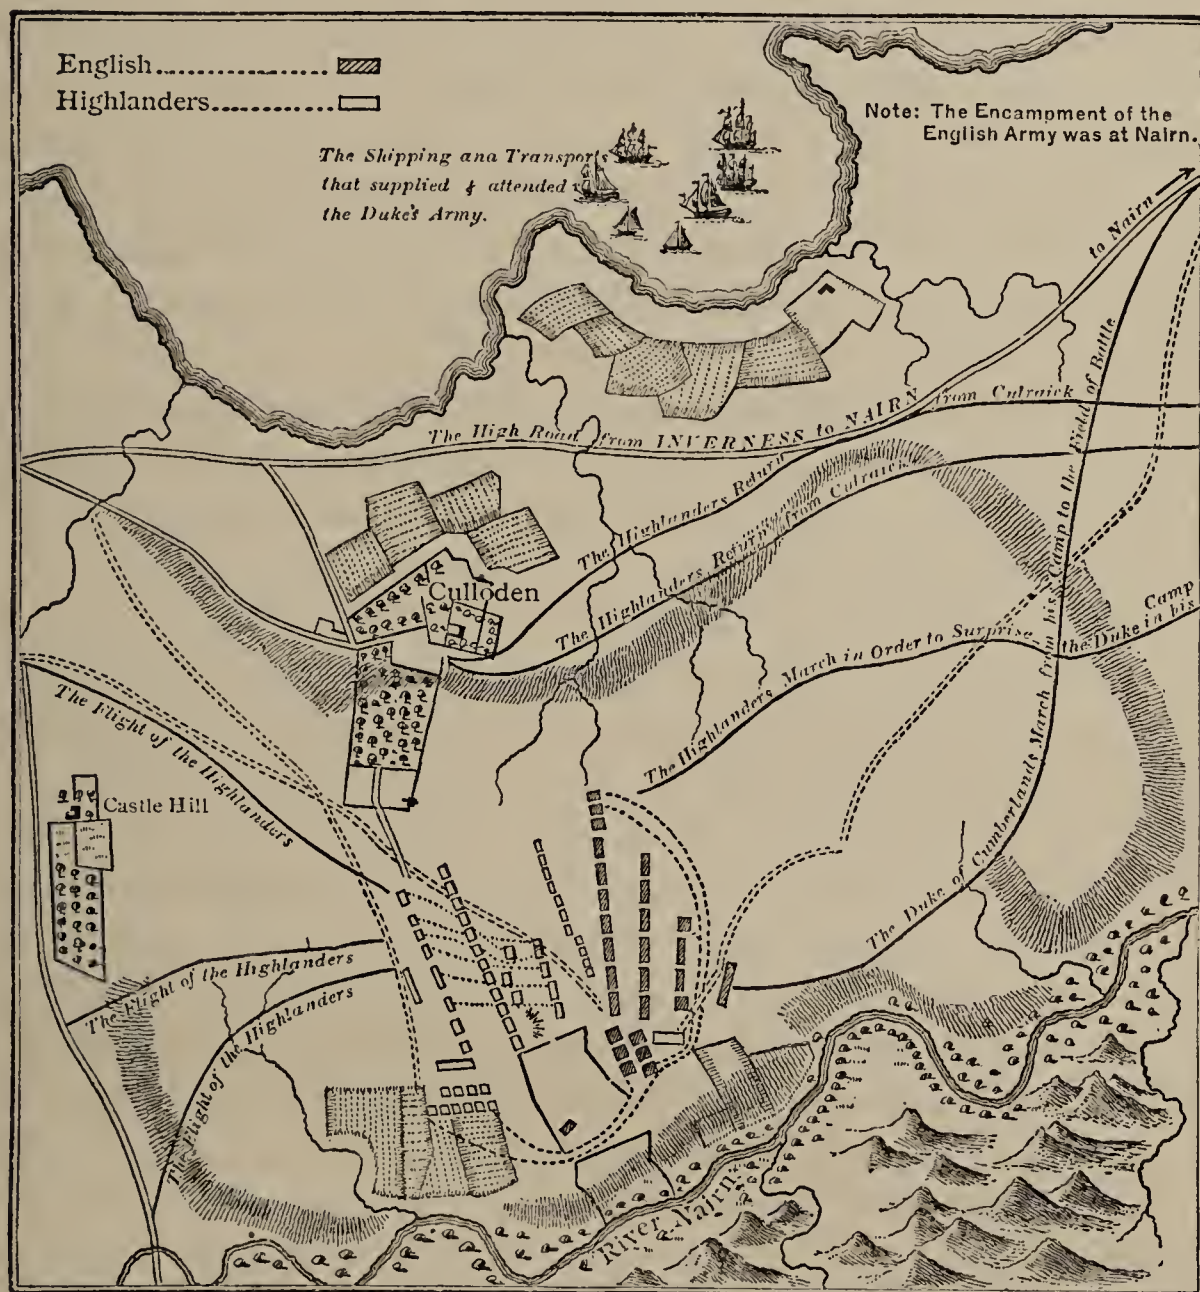 English
Highlanders
Note: The Encampment of the
English Army was at Nairn.
The Shipping and Transports
that supplied & attended
the Duke's Army.
to Nairn
The High Road from INVERNESS to NAIRN
from Culraick
The Highlanders Return
The Highlanders Return from Culraick
Culloden
The Highlanders March in Order to Surprise the Duke in his
Camp
The Duke of Cumberlands March from his Camp to the Field of Battle
The Flight of the Highlanders
Castle Hill
The Flight of the Highlanders
The Flight of the Highlanders
River Nairn